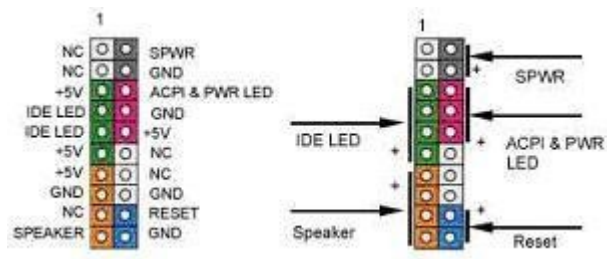 1
NC SPWR
NC GND
+5V ACPI & PWR LED
IDE LED GND
IDE LED +5V
+5V NC
+5V NC
GND GND
NC RESET
SPEAKER GND
1
+
SPWR
IDE LED
+
ACPI & PWR
LED
+
+
Speaker
+
Reset